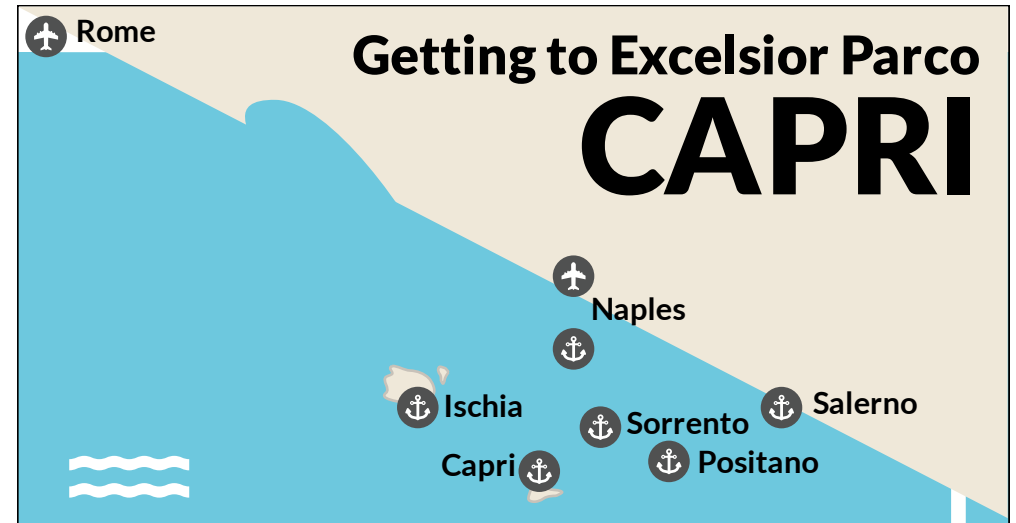 Rome
Getting to Excelsior Parco
CAPRI
Naples
Ischia
Salerno
Sorrento
Capri
Positano